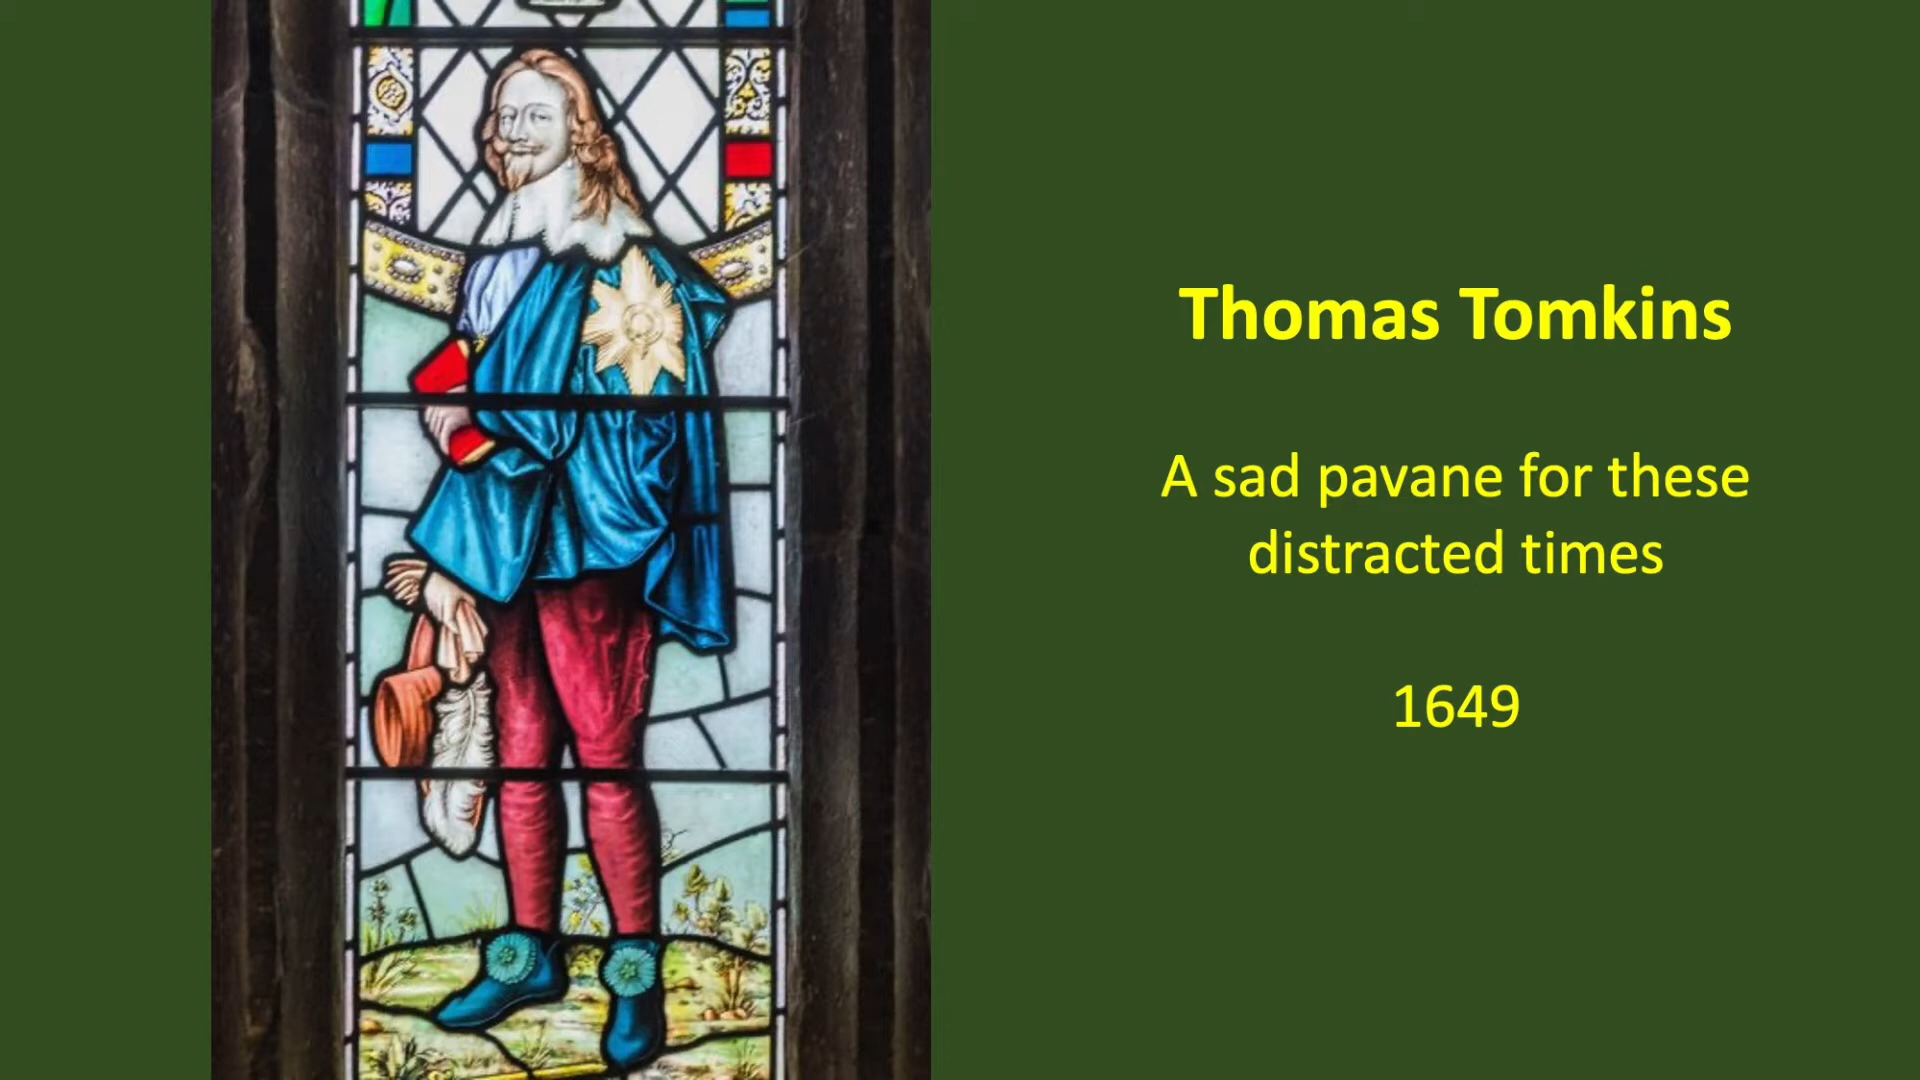 Thomas Tomkins
A sad pavane for these
distracted times
1649